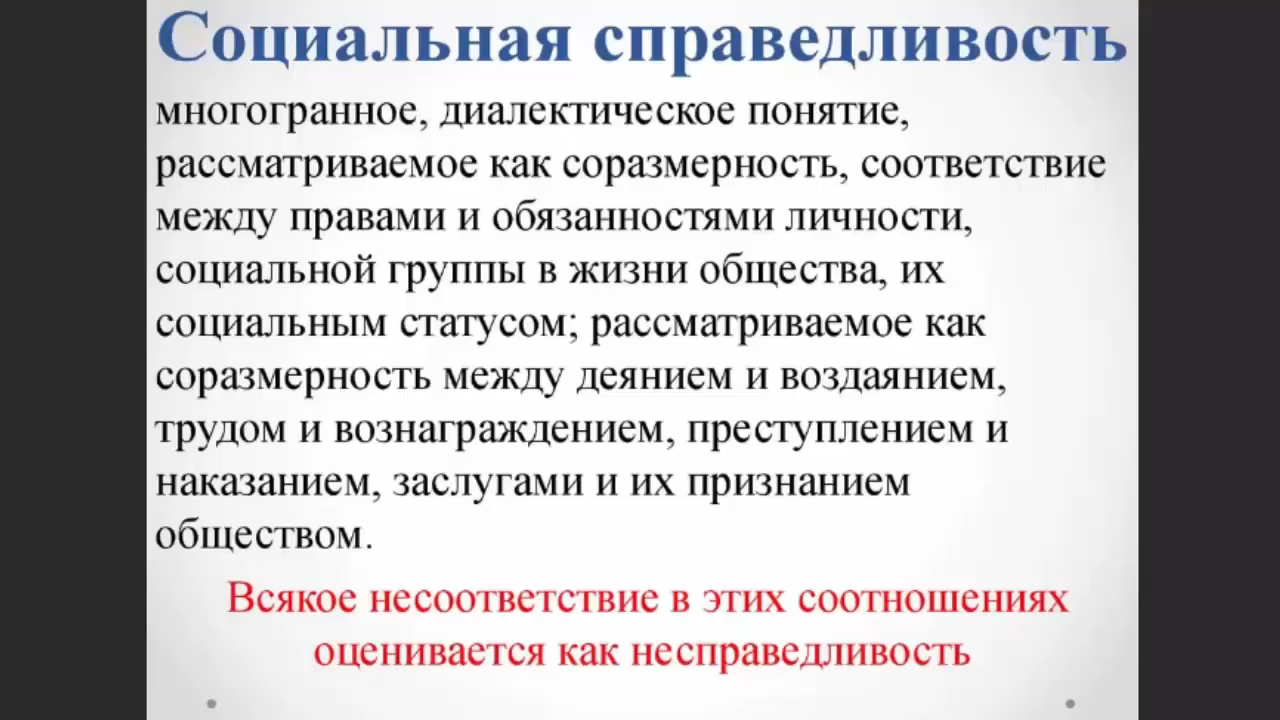 Социальная справедливость
многогранное, диалектическое понятие,
рассматриваемое как соразмерность, соответствие
между правами и обязанностями личности,
социальной группы в жизни общества, их
социальным статусом; рассматриваемое как
соразмерность между деянием и воздаянием,
трудом и вознаграждением, преступлением и
наказанием, заслугами и их признанием
обществом.
Всякое несоответствие в этих соотношениях
оценивается как несправедливость